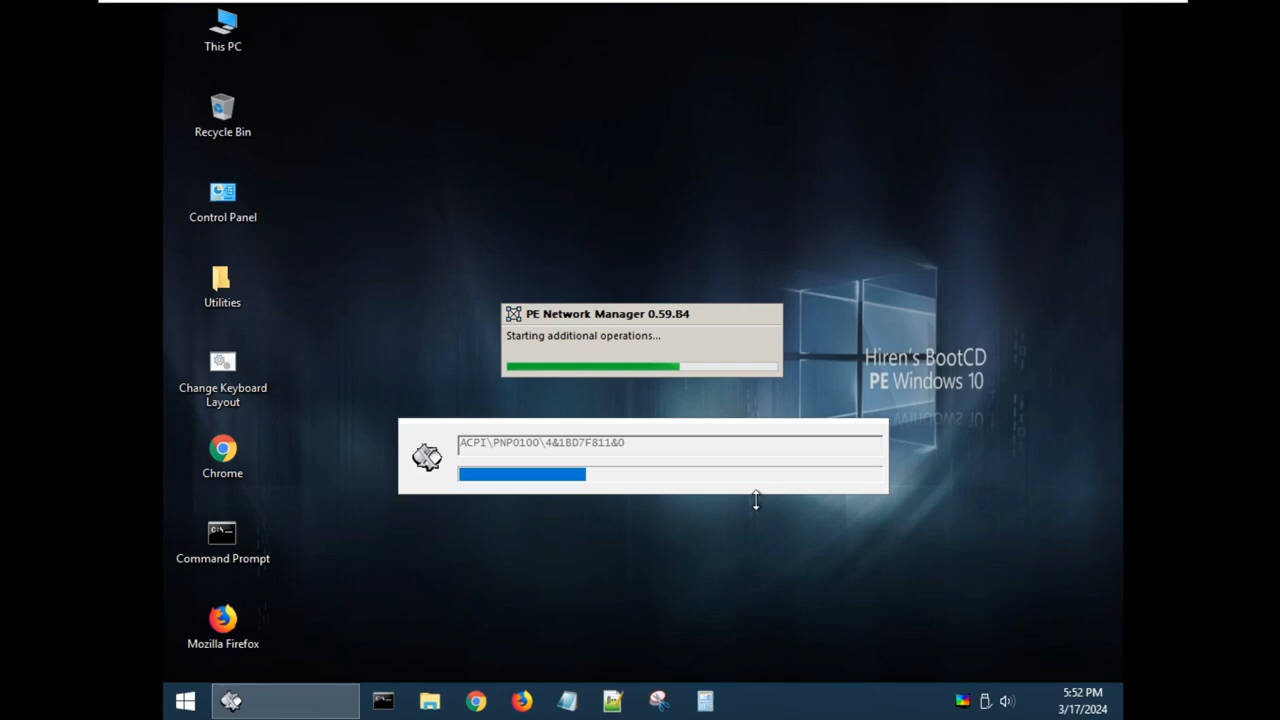 This PC
Recycle Bin
Control Panel
Utilities
Change Keyboard
Layout
Chrome
Command Prompt
Mozilla Firefox
PE Network Manager 0.59.B4
Starting additional operations...
ACPI\PNP0100\4&1BD7F811&0
Hiren's BootCD
PE Windows 10
5:52 PM
3/17/2024